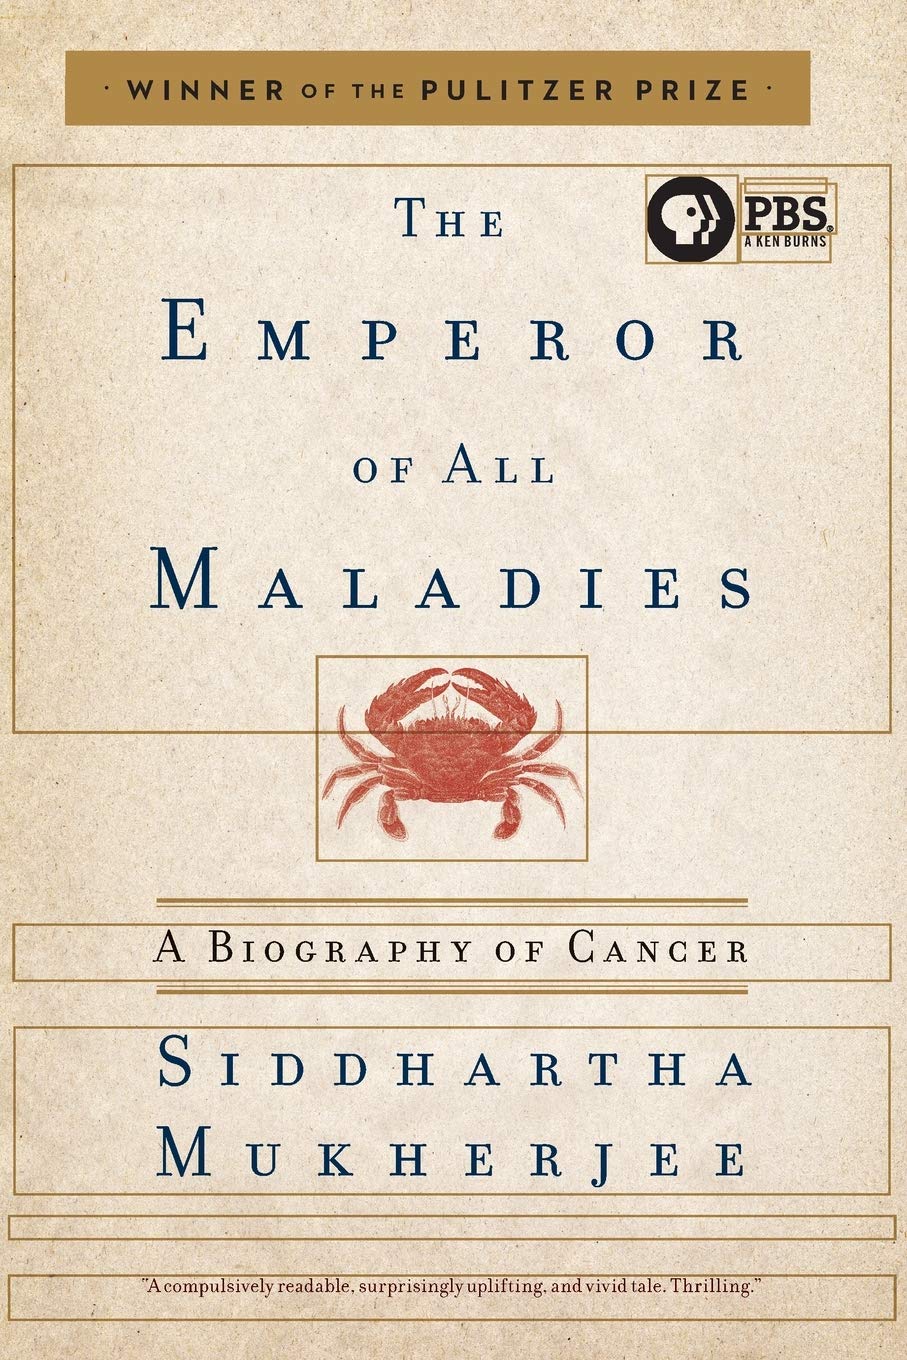 · WINNER OF THE PULITZER PRIZE ·
THE
PBS®
A KEN BURNS
EMPEROR
OF ALL
MALADIES
A BIOGRAPHY OF CANCER
SIDDHARTHA
MUKHERJEE
"A compulsively readable, surprisingly uplifting, and vivid tale. Thrilling."